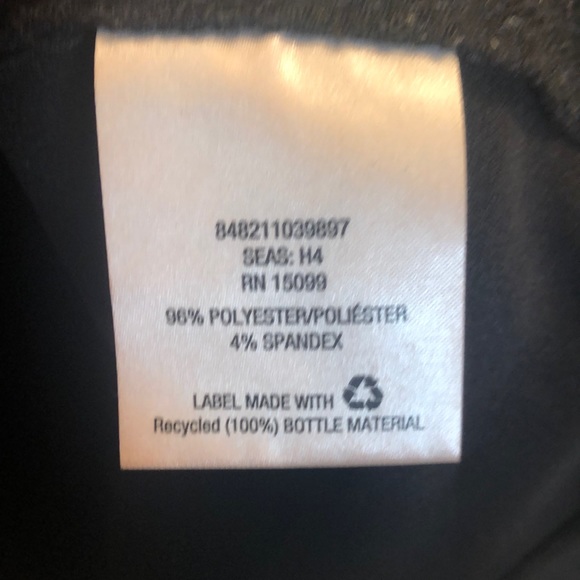 848211039897
SEAS: H4
RN 15099
96% POLYESTER/POLIÉSTER
4% SPANDEX
LABEL MADE WITH
Recycled (100%) BOTTLE MATERIAL